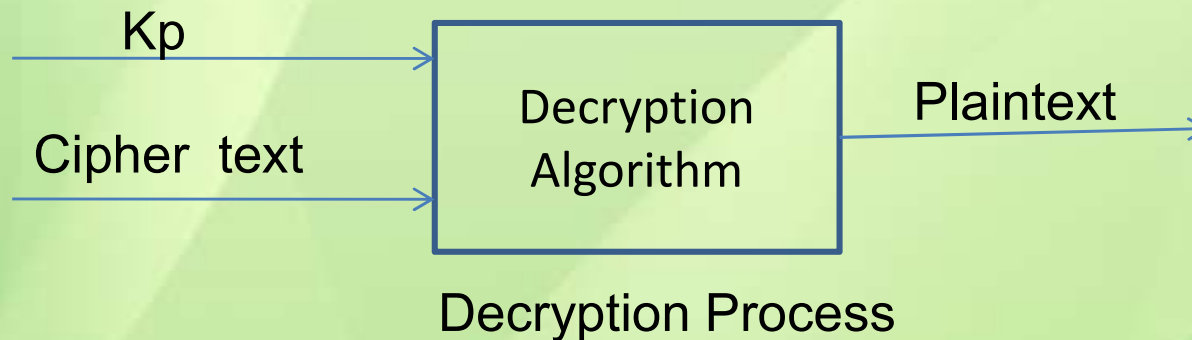 Kp
Cipher text
Decryption
Algorithm
Plaintext
Decryption Process